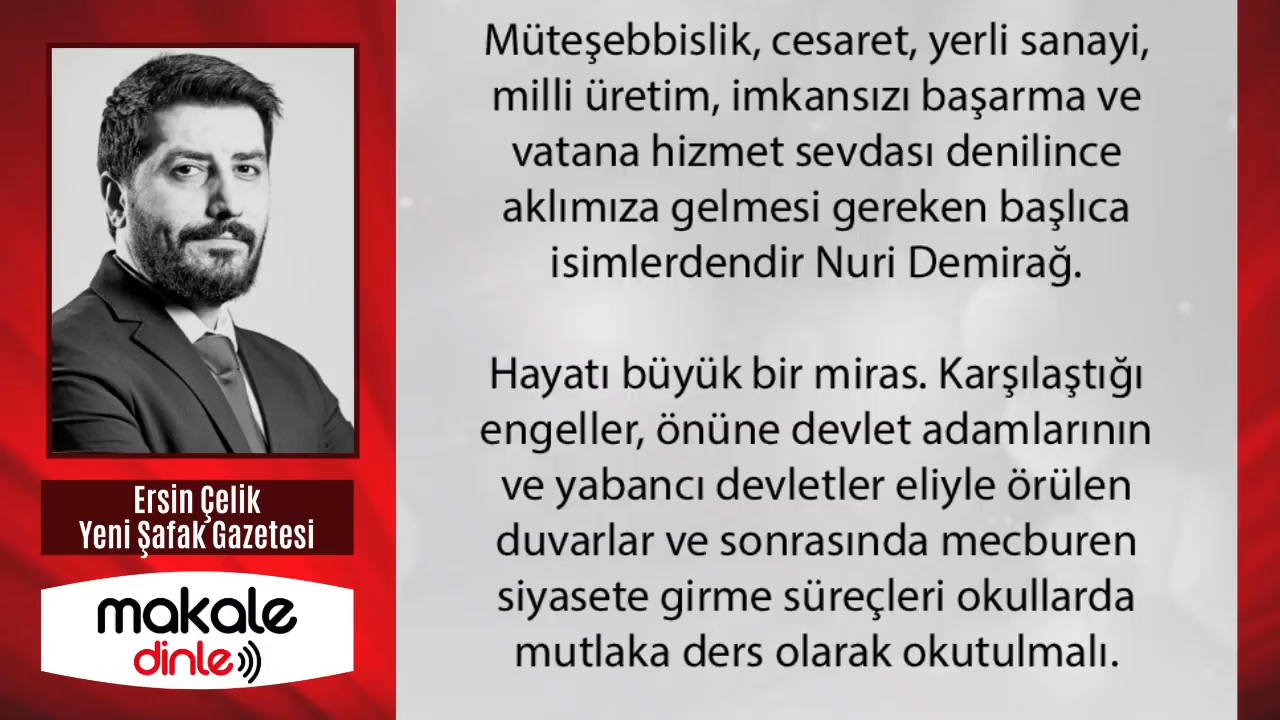 Müteşebbislik, cesaret, yerli sanayi,
milli üretim, imkansızı başarma ve
vatana hizmet sevdası denilince
aklımıza gelmesi gereken başlıca
isimlerdendir Nuri Demirağ.
Hayatı büyük bir miras. Karşılaştığı
engeller, önüne devlet adamlarının
ve yabancı devletler eliyle örülen
duvarlar ve sonrasında mecburen
siyasete girme süreçleri okullarda
mutlaka ders olarak okutulmalı.
Ersin Çelik
Yeni Şafak Gazetesi
makale
dinle